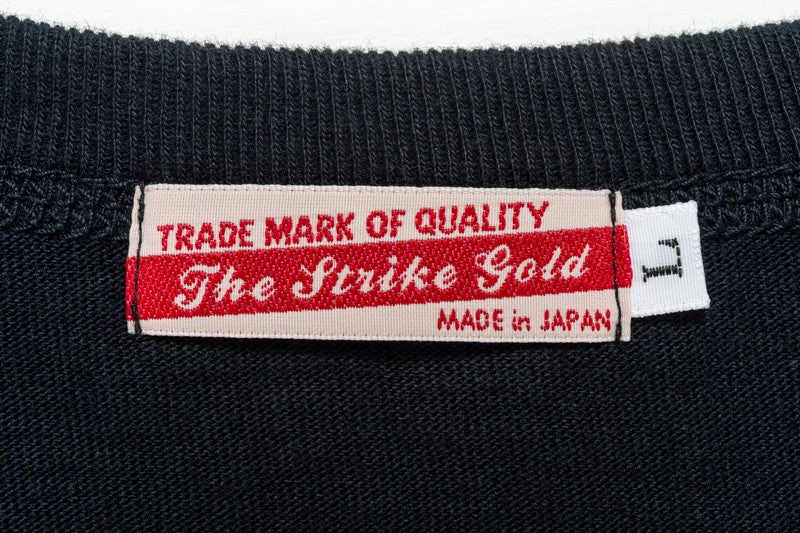 TRADE MARK OF QUALITY
The Strike Gold
MADE in JAPAN
L